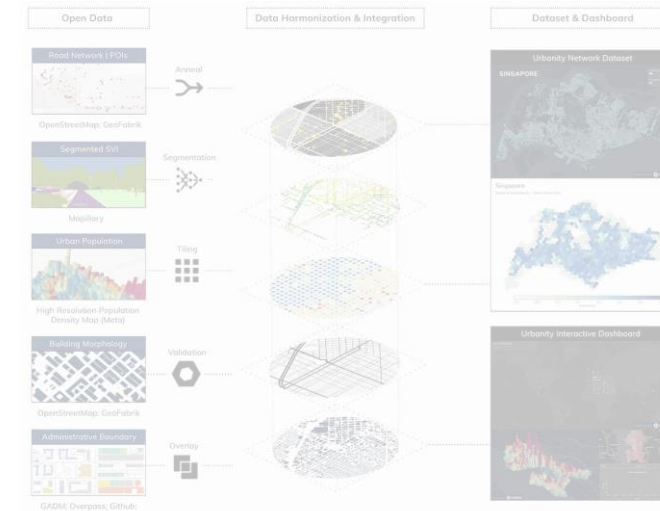 Open Data
Data Harmonization & Integration
Dataset & Dashboard
Road Network | POIs
OpenStreetMap, GeoFabrik
Anneal
Segmented SVI
Mapillary
Segmentation
Urban Population
High Resolution Population
Density Map (Meta)
Tiling
Building Morphology
OpenStreetMap; GeoFabrik
Validation
Administrative Boundary
GADM; Overpass; Github;
Overlay
Urbanity Network Dataset
SINGAPORE
Singapore
Urbanity Interactive Dashboard